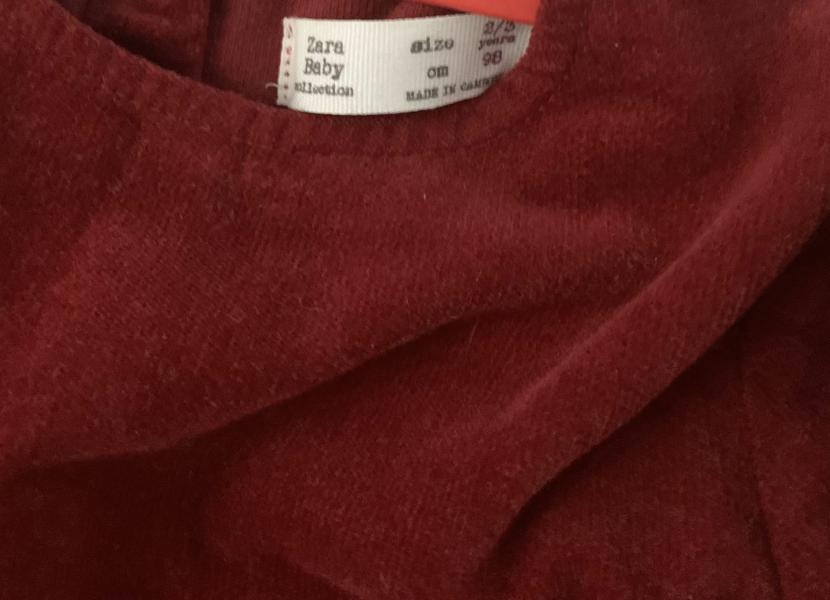 Zara
Baby
size 2/3
years
cm 98
MADE IN